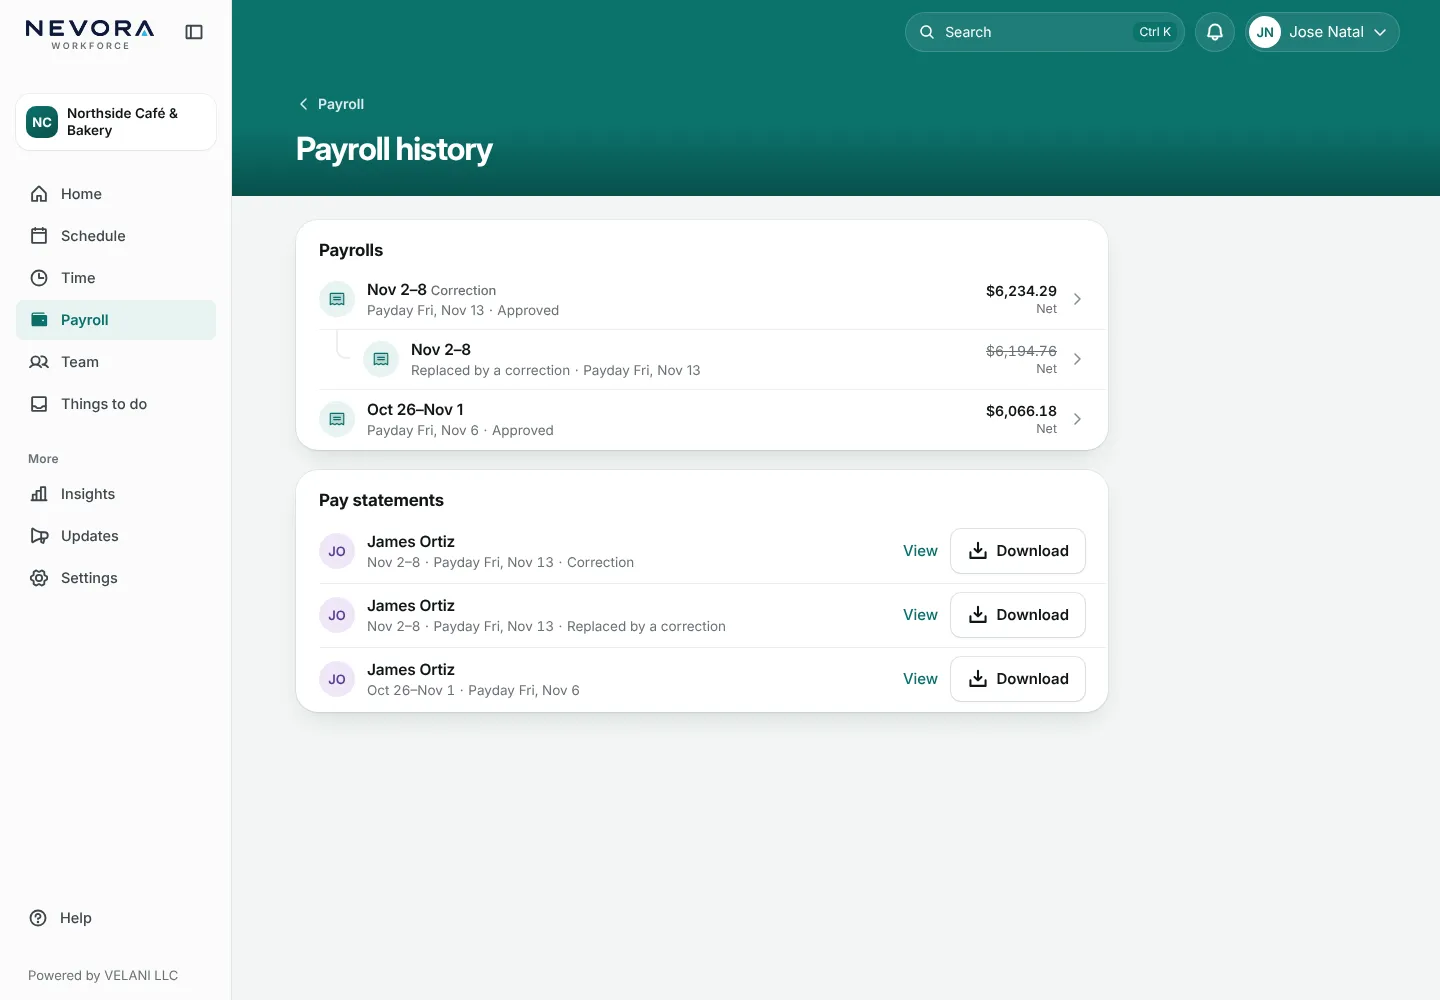 NEVORA
WORKFORCE
Search
Ctrl K
JN
Jose Natal
NC
Northside Café &
Bakery
Home
Schedule
Time
Payroll
Team
Things to do
More
Insights
Updates
Settings
Help
Powered by VELANI LLC
Payroll
Payroll history
Payrolls
Nov 2–8 Correction
$6,234.29
Payday Fri, Nov 13 · Approved
Net
Nov 2–8
$6,194.76
Replaced by a correction · Payday Fri, Nov 13
Net
Oct 26–Nov 1
$6,066.18
Payday Fri, Nov 6 · Approved
Net
Pay statements
JO
James Ortiz
Nov 2–8 · Payday Fri, Nov 13 · Correction
View
Download
JO
James Ortiz
Nov 2–8 · Payday Fri, Nov 13 · Replaced by a correction
View
Download
JO
James Ortiz
Oct 26–Nov 1 · Payday Fri, Nov 6
View
Download